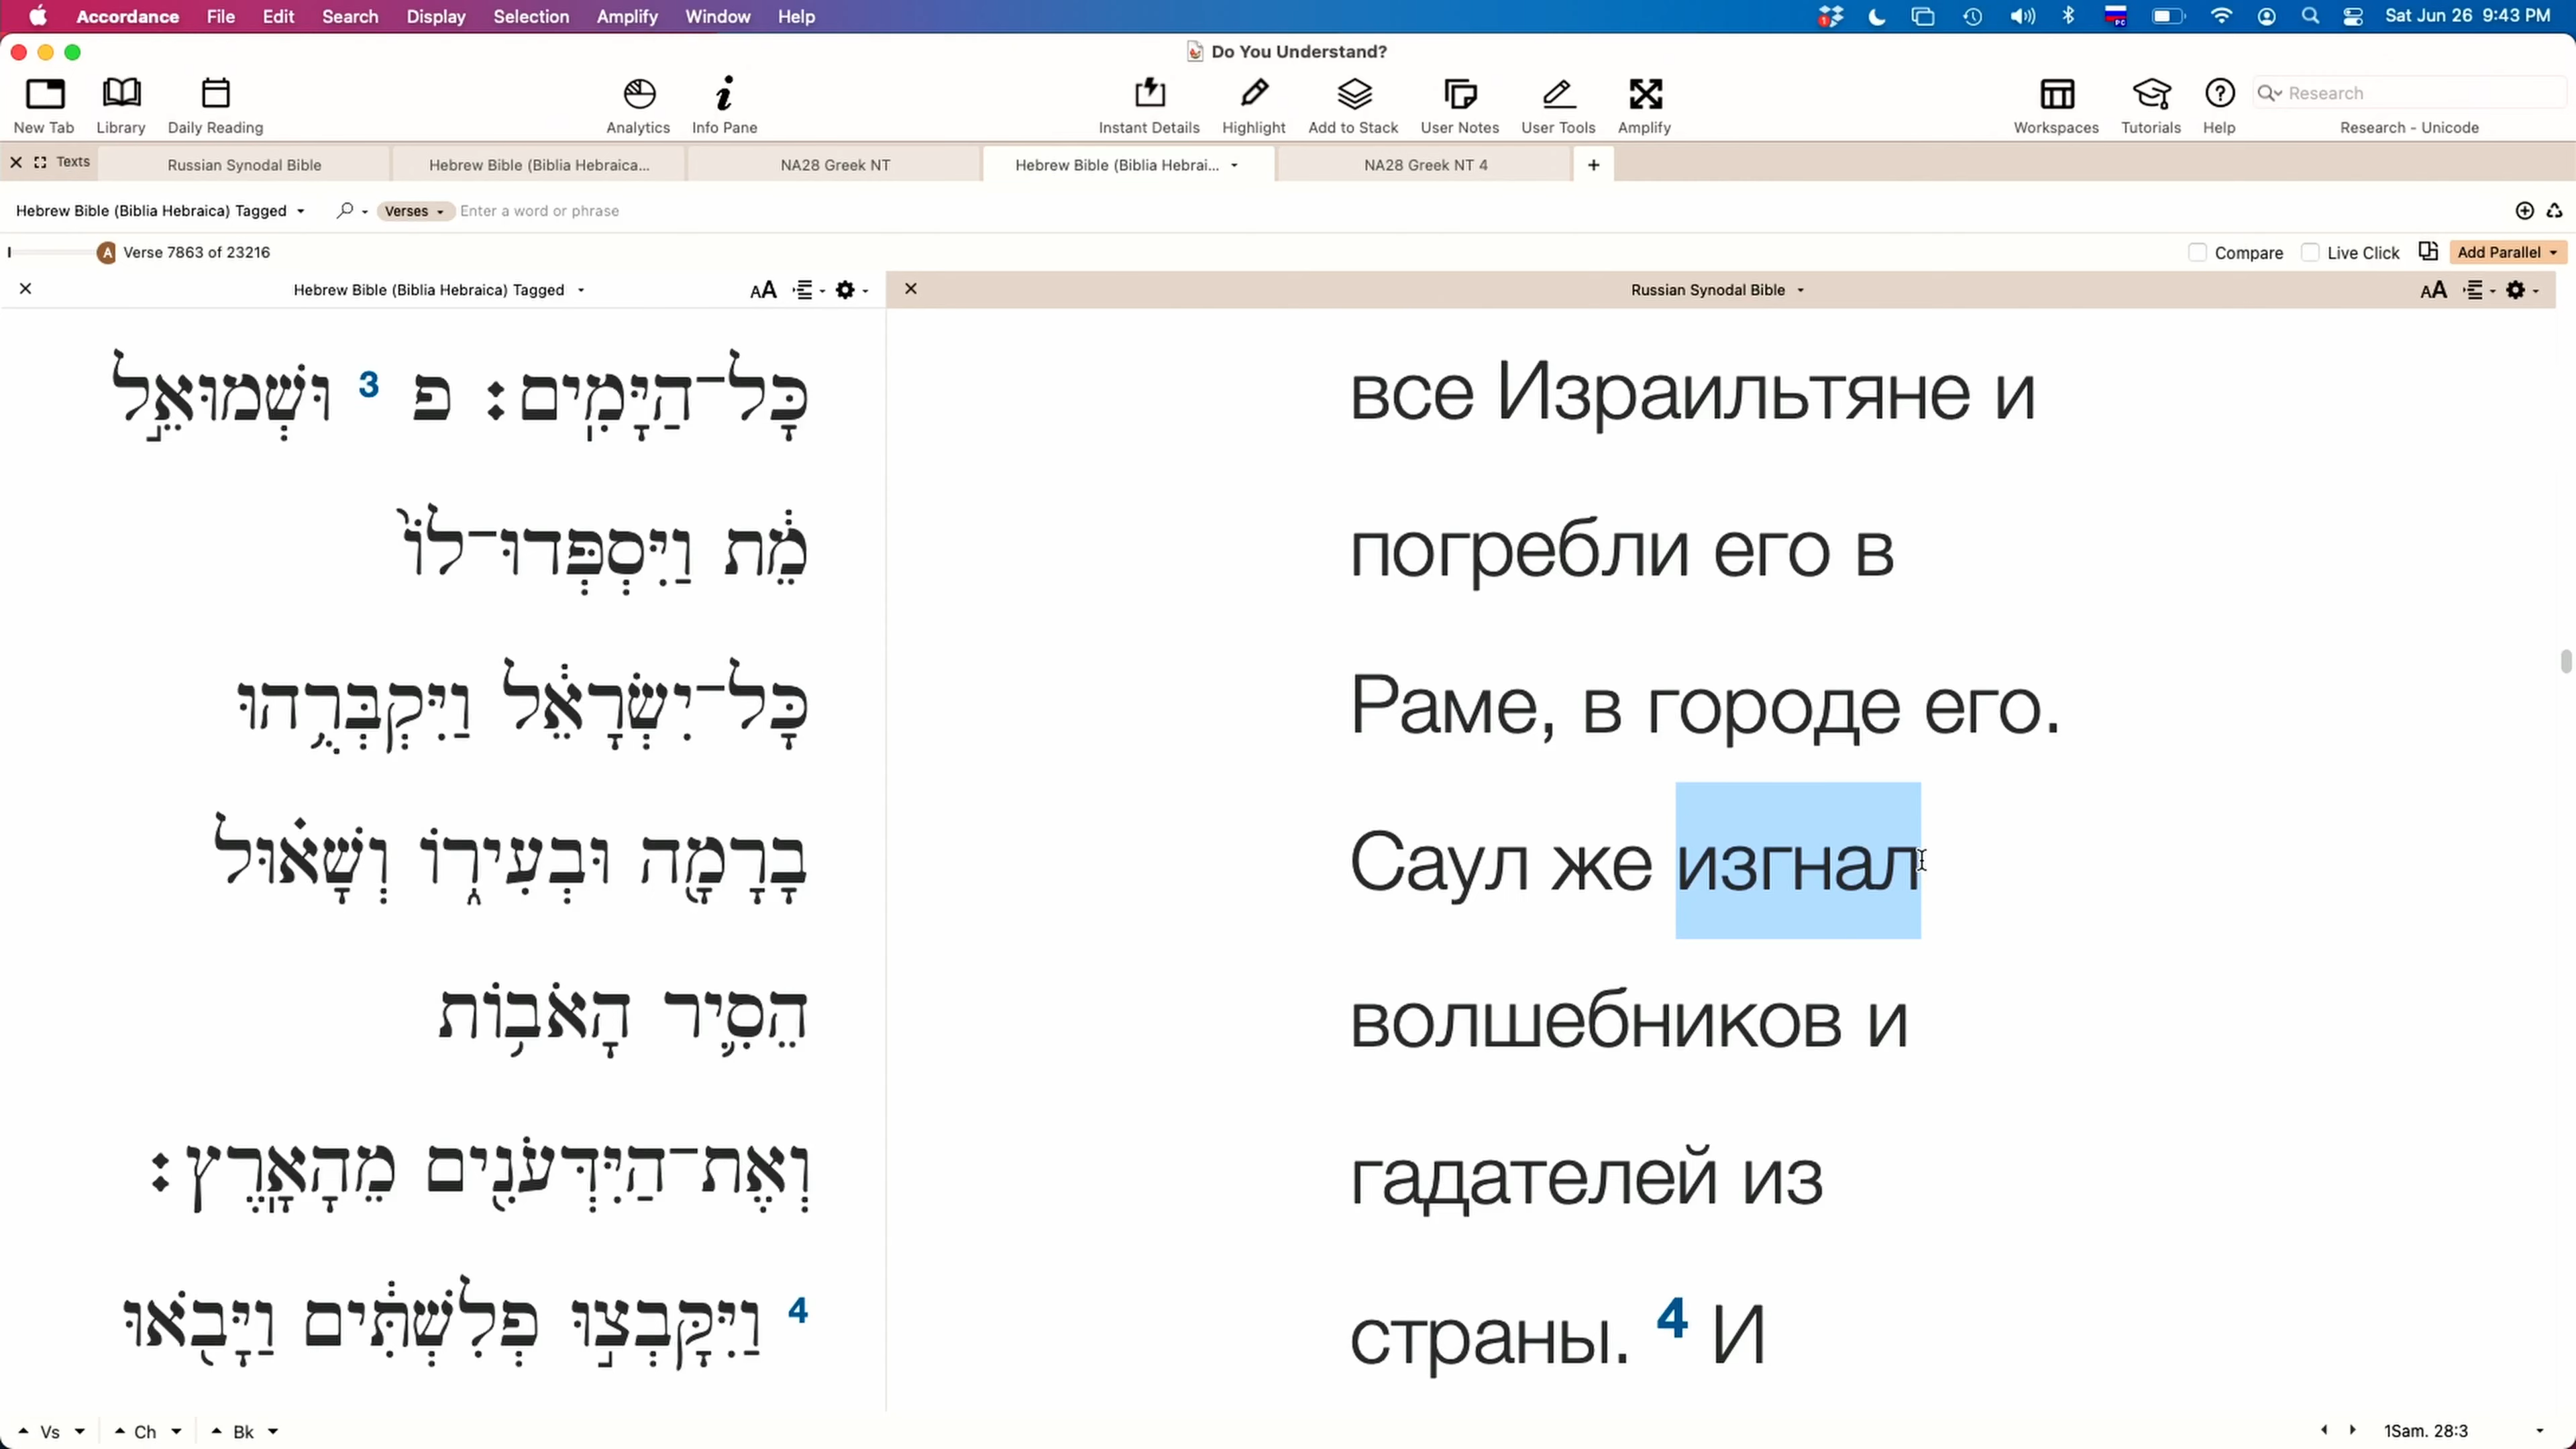 Accordance File Edit Search Display Selection Amplify Window Help Sat Jun 26 9:43 PM
Do You Understand?
New Tab Library Daily Reading Analytics Info Pane Instant Details Highlight Add to Stack User Notes User Tools Amplify Workspaces Tutorials Help Research
Research - Unicode
Texts Russian Synodal Bible Hebrew Bible (Biblia Hebraica... NA28 Greek NT Hebrew Bible (Biblia Hebrai... NA28 Greek NT 4 +
Hebrew Bible (Biblia Hebraica) Tagged Verses Enter a word or phrase
A Verse 7863 of 23216 Compare Live Click Add Parallel
Hebrew Bible (Biblia Hebraica) Tagged AA
כָּל־הַיָּמִֽים׃ פ 3 וּשְׁמוּאֵ֣ל
מֵ֔ת וַיִּסְפְּדוּ־לוֹ֙
כָּל־יִשְׂרָאֵ֔ל וַיִּקְבְּרֻ֥הוּ
בָרָמָ֖ה וּבְעִיר֑וֹ וְשָׁא֗וּל
הֵסִ֛יר הָאֹב֥וֹת
וְאֶת־הַיִּדְּעֹנִ֖ים מֵהָאָֽרֶץ׃
4 וַיִּקָּבְצ֣וּ פְלִשְׁתִּ֔ים וַיָּבֹ֖אוּ
Russian Synodal Bible AA
все Израильтяне и
погребли его в
Раме, в городе его.
Саул же изгнал
волшебников и
гадателей из
страны. 4 И
Vs Ch Bk 1Sam. 28:3